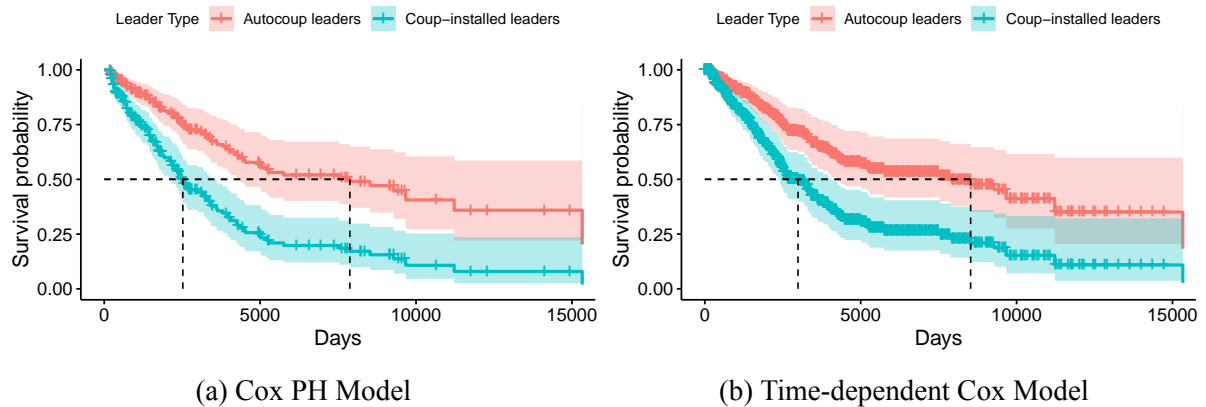 Leader Type Autocoup leaders Coup−installed leaders
1.00
0.75
0.50
0.25
0.00
Survival probability
0 5000 10000 15000
Days
(a) Cox PH Model
Leader Type Autocoup leaders Coup−installed leaders
1.00
0.75
0.50
0.25
0.00
Survival probability
0 5000 10000 15000
Days
(b) Time-dependent Cox Model